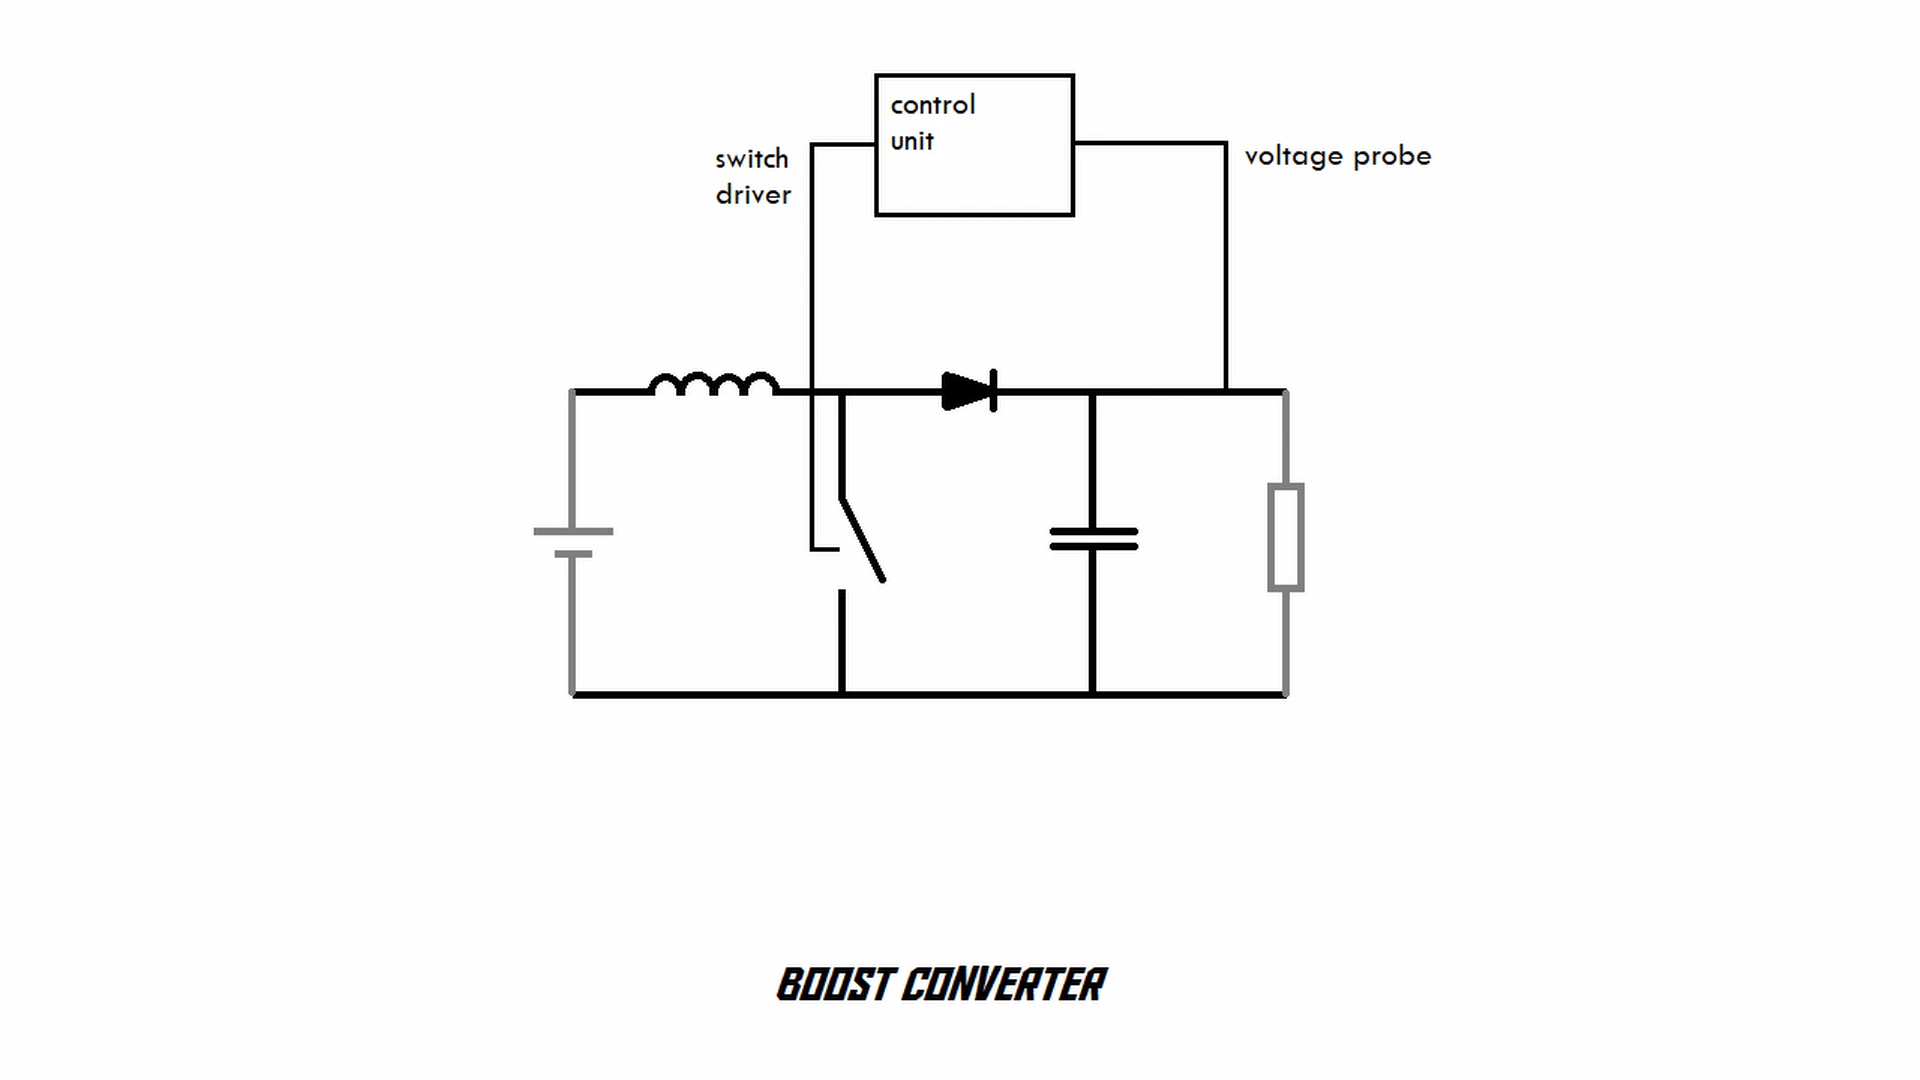 control
unit
switch
driver
voltage probe
BOOST CONVERTER